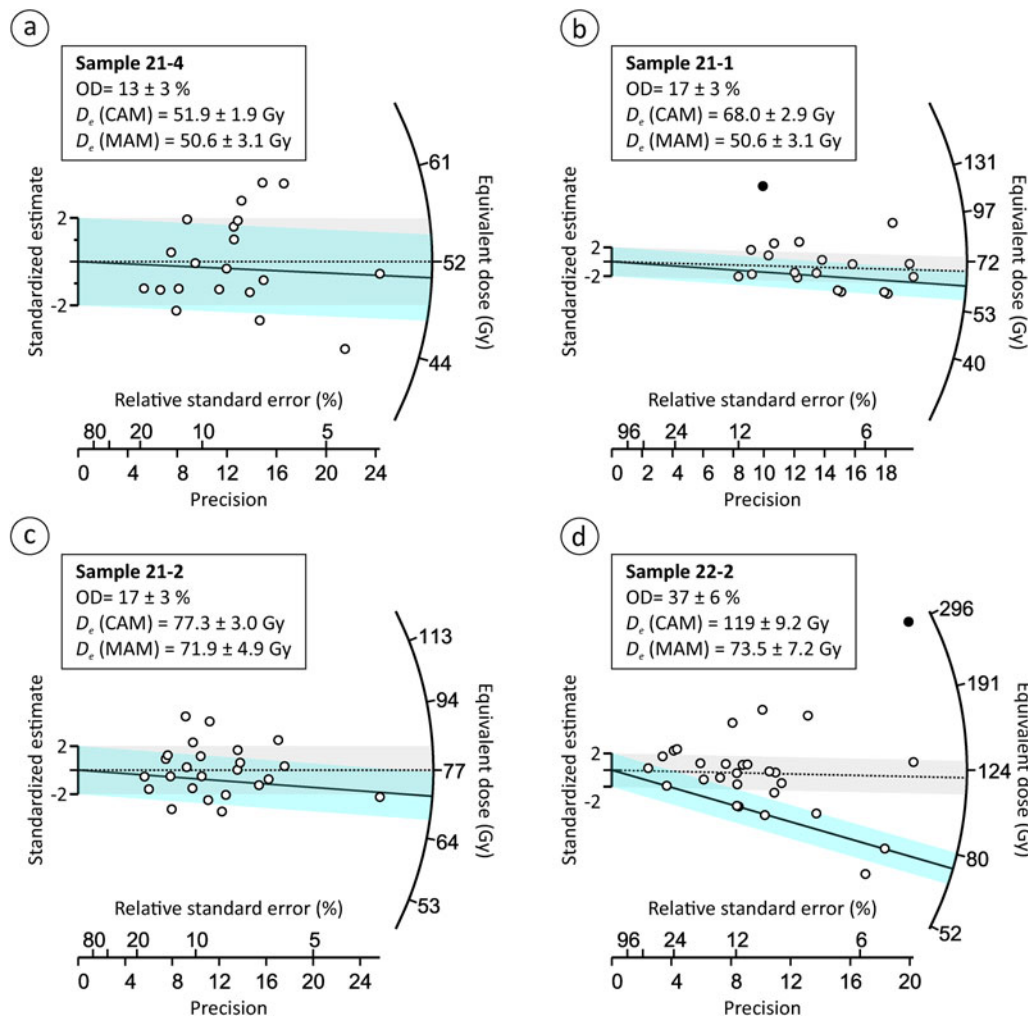 a
Sample 21-4
OD= 13 ± 3 %
Dₑ (CAM) = 51.9 ± 1.9 Gy
Dₑ (MAM) = 50.6 ± 3.1 Gy
Standardized estimate
2
-2
61
52
44
Equivalent dose (Gy)
Relative standard error (%)
80 20 10 5
0 4 8 12 16 20 24
Precision
b
Sample 21-1
OD= 17 ± 3 %
Dₑ (CAM) = 68.0 ± 2.9 Gy
Dₑ (MAM) = 50.6 ± 3.1 Gy
Standardized estimate
2
-2
131
97
72
53
40
Equivalent dose (Gy)
Relative standard error (%)
96 24 12 6
0 2 4 6 8 10 12 14 16 18
Precision
c
Sample 21-2
OD= 17 ± 3 %
Dₑ (CAM) = 77.3 ± 3.0 Gy
Dₑ (MAM) = 71.9 ± 4.9 Gy
Standardized estimate
2
-2
113
94
77
64
53
Equivalent dose (Gy)
Relative standard error (%)
80 20 10 5
0 4 8 12 16 20 24
Precision
d
Sample 22-2
OD= 37 ± 6 %
Dₑ (CAM) = 119 ± 9.2 Gy
Dₑ (MAM) = 73.5 ± 7.2 Gy
Standardized estimate
2
-2
296
191
124
80
52
Equivalent dose (Gy)
Relative standard error (%)
96 24 12 6
0 4 8 12 16 20
Precision